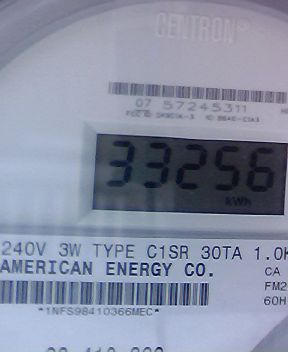 CENTRON®
07 57245311
33256
kWh
240V 3W TYPE C1SR 30TA 1.0K
AMERICAN ENERGY CO.
CA
FM2
60H
*1NFS98410366MEC*